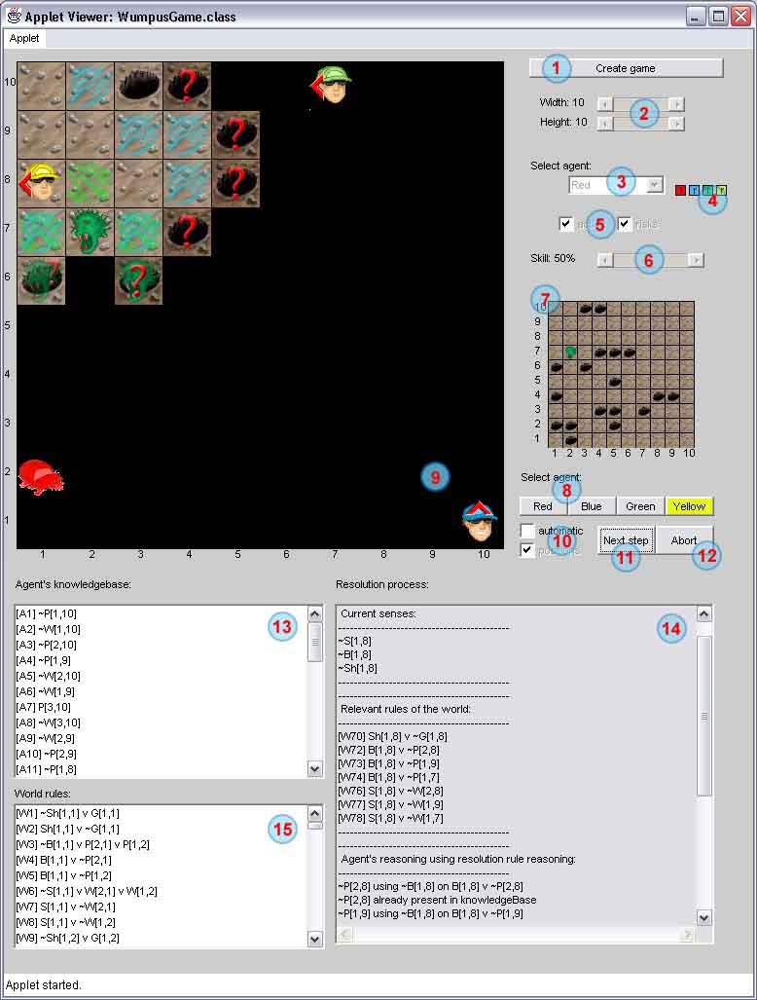 Applet Viewer: WumpusGame.class
Applet
1 Create game
Width: 10
2
Height: 10
Select agent:
Red 3
4
5 risks
Skill: 50% 6
10
9
8
7
6
5
4
3
2
1
1 2 3 4 5 6 7 8 9 10
? ? ? ? ? ?
9
7
10
9
8
7
6
5
4
3
2
1
1 2 3 4 5 6 7 8 9 10
Select agent:
8
Red Blue Green Yellow
automatic
10
Next step Abort
11 12
Agent's knowledgebase:
13
[A1] ~P[1,10]
[A2] ~W[1,10]
[A3] ~P[2,10]
[A4] ~P[1,9]
[A5] ~W[2,10]
[A6] ~W[1,9]
[A7] P[3,10]
[A8] ~W[3,10]
[A9] ~W[2,9]
[A10] ~P[2,9]
[A11] ~P[1,8]
World rules:
15
[W1] ~Sh[1,1] v G[1,1]
[W2] Sh[1,1] v ~G[1,1]
[W3] ~B[1,1] v P[2,1] v P[1,2]
[W4] B[1,1] v ~P[2,1]
[W5] B[1,1] v ~P[1,2]
[W6] ~S[1,1] v W[2,1] v W[1,2]
[W7] S[1,1] v ~W[2,1]
[W8] S[1,1] v ~W[1,2]
[W9] ~Sh[1,2] v G[1,2]
Resolution process:
14
Current senses:
----------------------------------------
~S[1,8]
~B[1,8]
~Sh[1,8]
----------------------------------------
----------------------------------------
Relevant rules of the world:
----------------------------------------
[W70] Sh[1,8] v ~G[1,8]
[W72] B[1,8] v ~P[2,8]
[W73] B[1,8] v ~P[1,9]
[W74] B[1,8] v ~P[1,7]
[W76] S[1,8] v ~W[2,8]
[W77] S[1,8] v ~W[1,9]
[W78] S[1,8] v ~W[1,7]
----------------------------------------
----------------------------------------
Agent's reasoning using resolution rule reasoning:
----------------------------------------
~P[2,8] using ~B[1,8] on B[1,8] v ~P[2,8]
~P[2,8] already present in knowledgeBase
~P[1,9] using ~B[1,8] on B[1,8] v ~P[1,9]
Applet started.